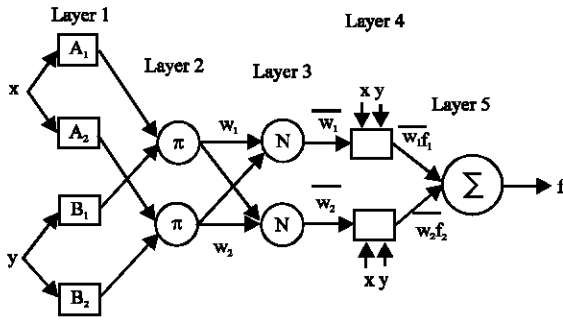 Layer 1
Layer 2
Layer 3
Layer 4
Layer 5
x
A₁
A₂
y
B₁
B₂
π
π
w₁
w₂
N
N
w̅₁
w̅₂
x y
x y
w̅₁f₁
w̅₂f₂
Σ
f